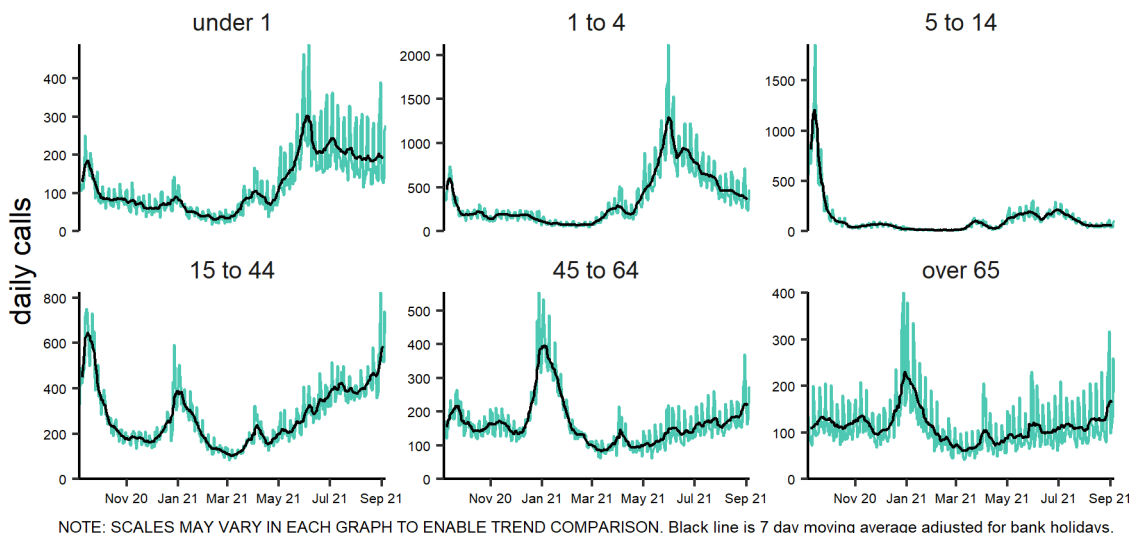 under 1
1 to 4
5 to 14
400
300
200
100
0
2000
1500
1000
500
0
1500
1000
500
0
daily calls
15 to 44
45 to 64
over 65
800
600
400
200
0
500
400
300
200
100
0
400
300
200
100
0
Nov 20 Jan 21 Mar 21 May 21 Jul 21 Sep 21
Nov 20 Jan 21 Mar 21 May 21 Jul 21 Sep 21
Nov 20 Jan 21 Mar 21 May 21 Jul 21 Sep 21
NOTE: SCALES MAY VARY IN EACH GRAPH TO ENABLE TREND COMPARISON. Black line is 7 day moving average adjusted for bank holidays.